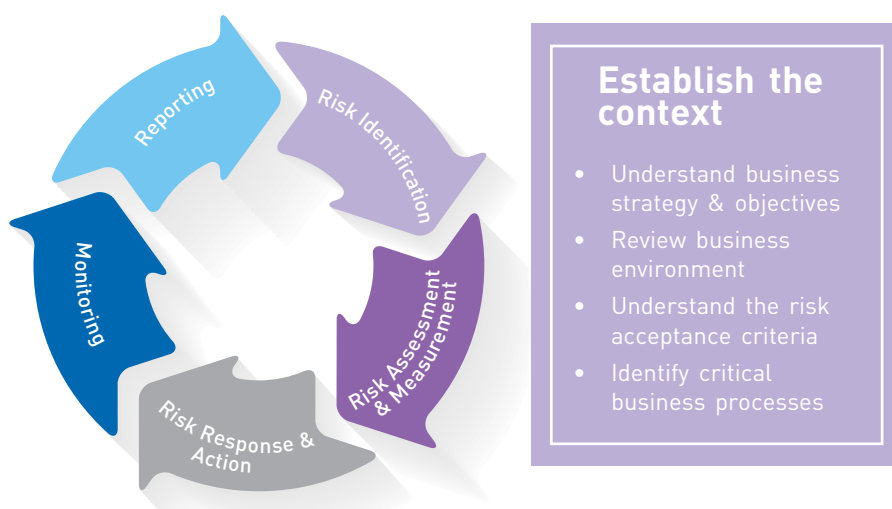 Reporting
Risk Identification
Risk Assessment
& Measurement
Risk Response &
Action
Monitoring
Establish the
context
• Understand business
strategy & objectives
• Review business
environment
• Understand the risk
acceptance criteria
• Identify critical
business processes